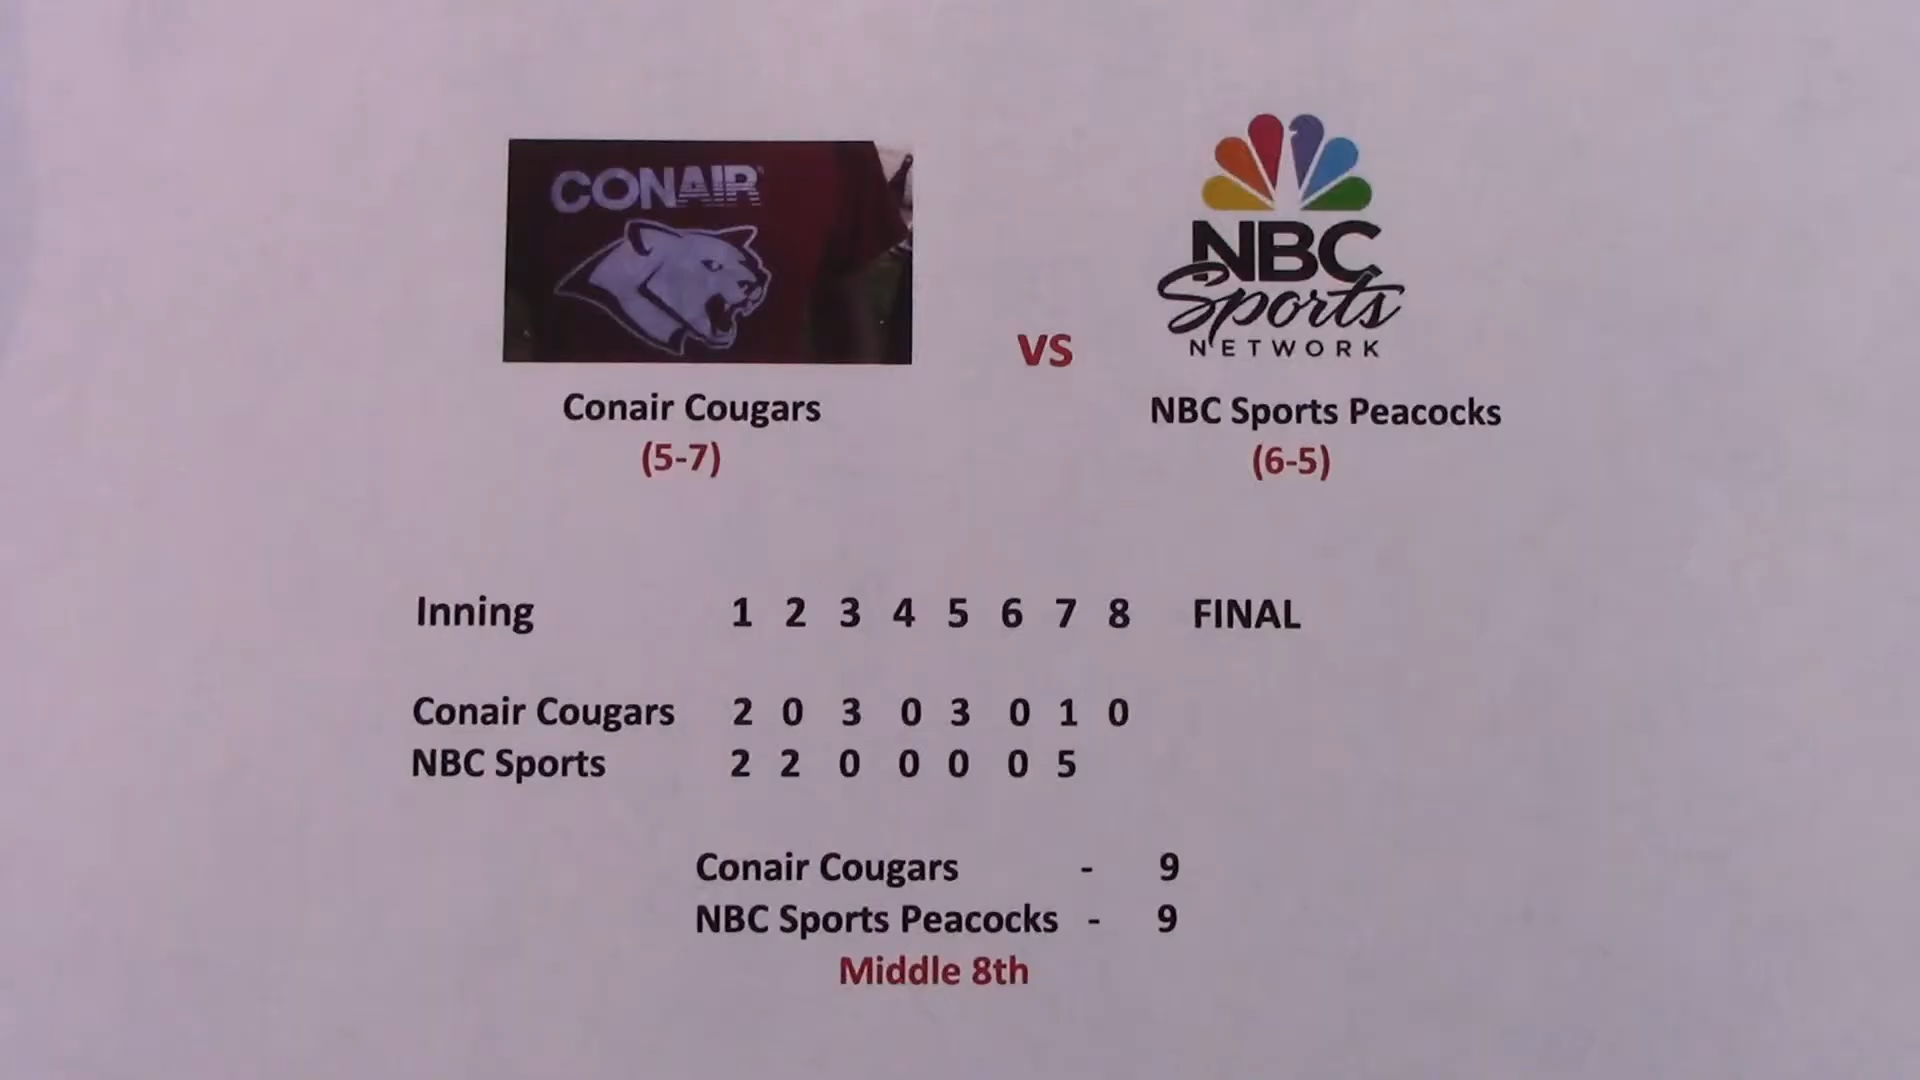 CONAIR
NBC
Sports
NETWORK
VS
Conair Cougars
NBC Sports Peacocks
(5-7)
(6-5)
Inning 1 2 3 4 5 6 7 8 FINAL
Conair Cougars 2 0 3 0 3 0 1 0
NBC Sports 2 2 0 0 0 0 5
Conair Cougars - 9
NBC Sports Peacocks - 9
Middle 8th